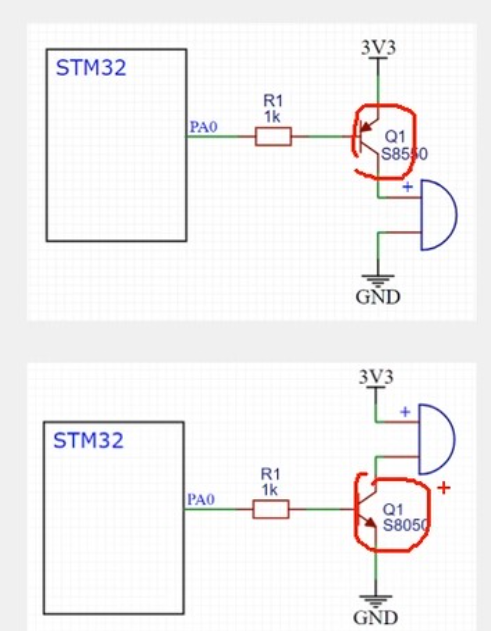 3V3
STM32
R1
1k
PA0
Q1
S8550
+
GND
3V3
+
STM32
R1
1k
PA0
Q1
S8050
+
GND